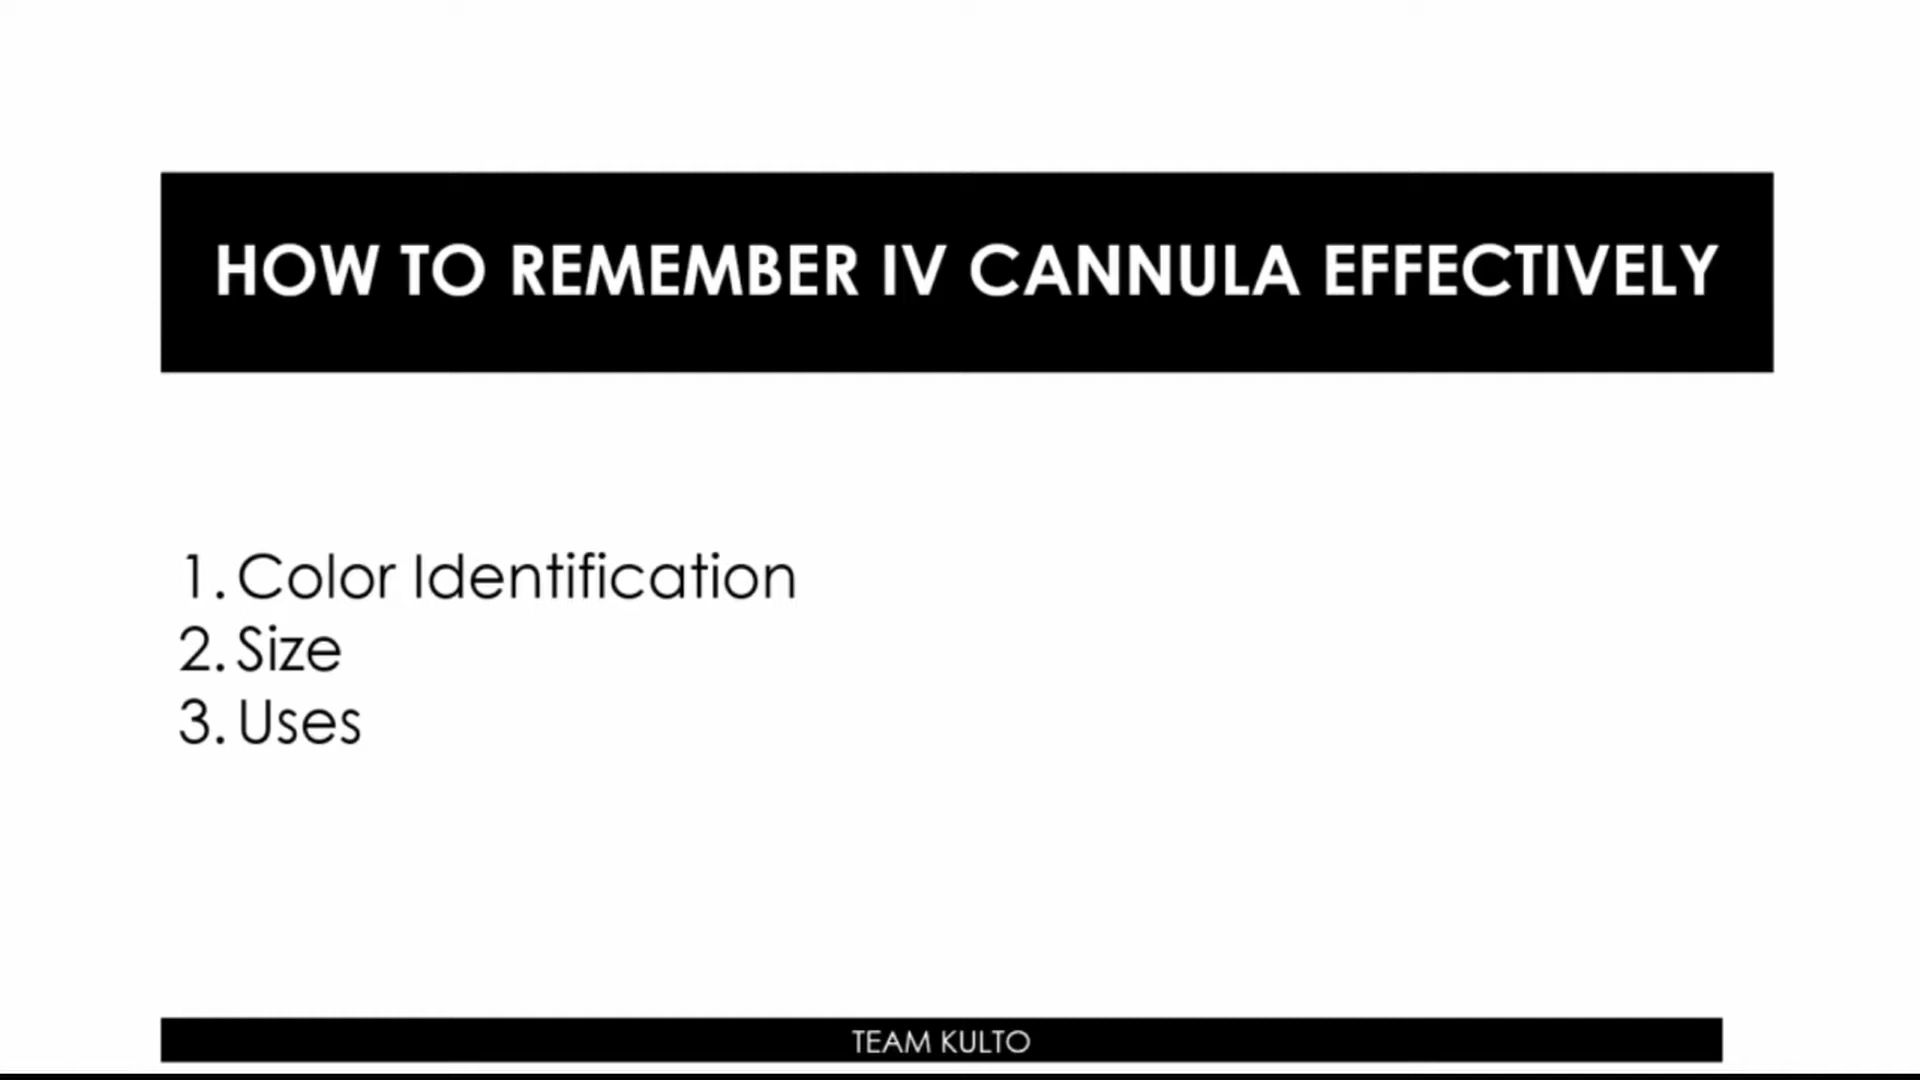 HOW TO REMEMBER IV CANNULA EFFECTIVELY
1. Color Identification
2. Size
3. Uses
TEAM KULTO